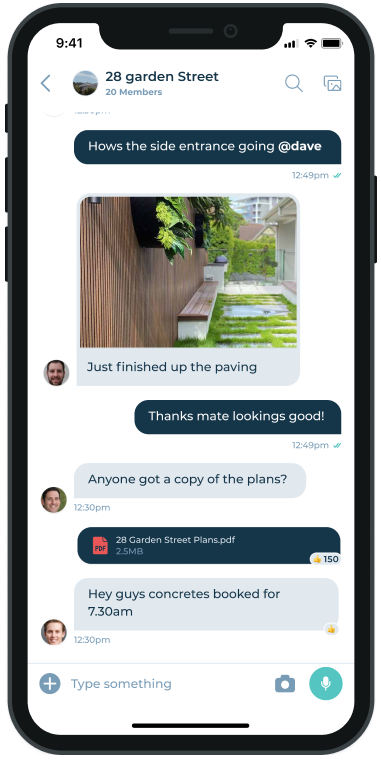 9:41
28 garden Street
20 Members
Hows the side entrance going @dave
12:49pm
Just finished up the paving
Thanks mate lookings good!
12:49pm
Anyone got a copy of the plans?
12:30pm
PDF
28 Garden Street Plans.pdf
2.5MB
👍 150
Hey guys concretes booked for
7.30am
👍
12:30pm
Type something